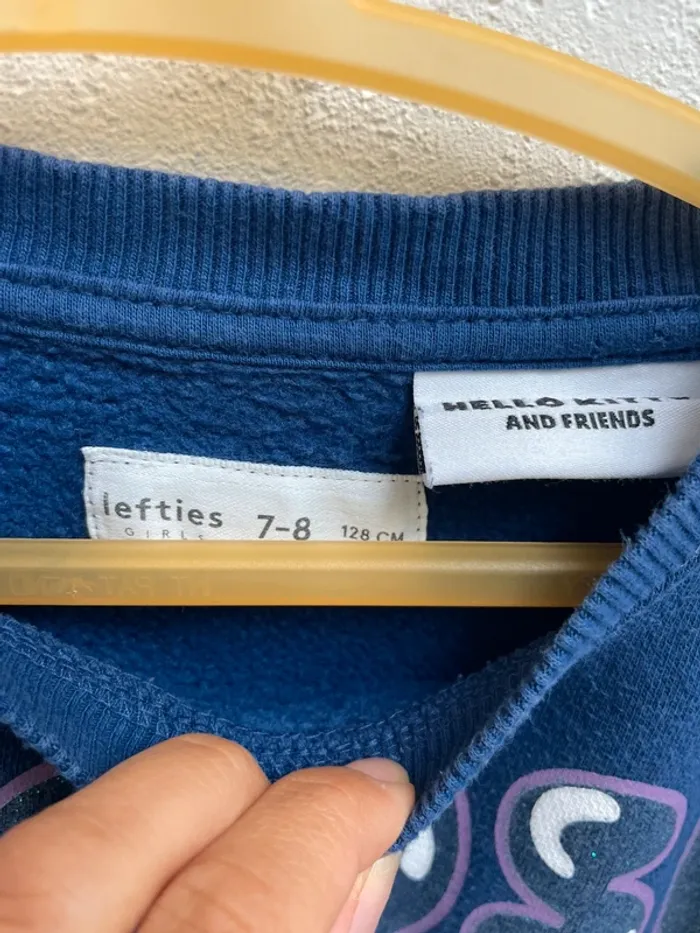 HELLO KITTY
AND FRIENDS
lefties 7-8 128 CM
GIRLS